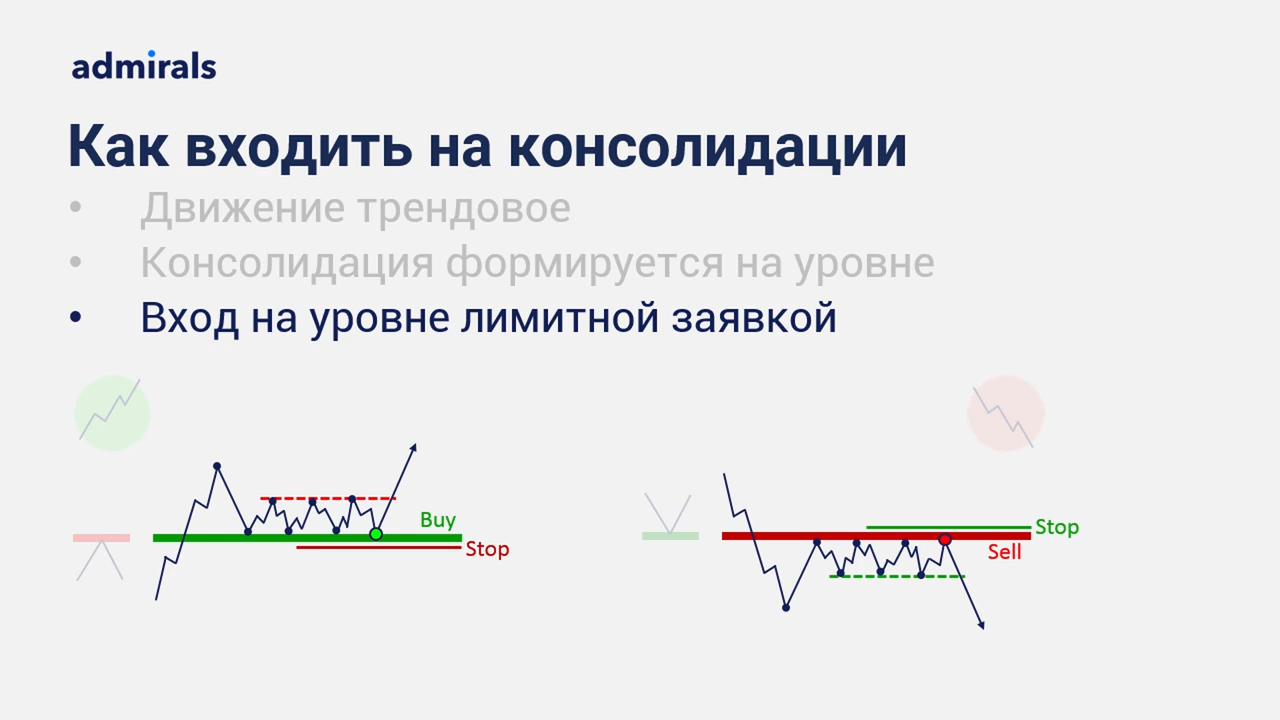 admirals
Как входить на консолидации
• Движение трендовое
• Консолидация формируется на уровне
• Вход на уровне лимитной заявкой
Buy
Stop
Stop
Sell